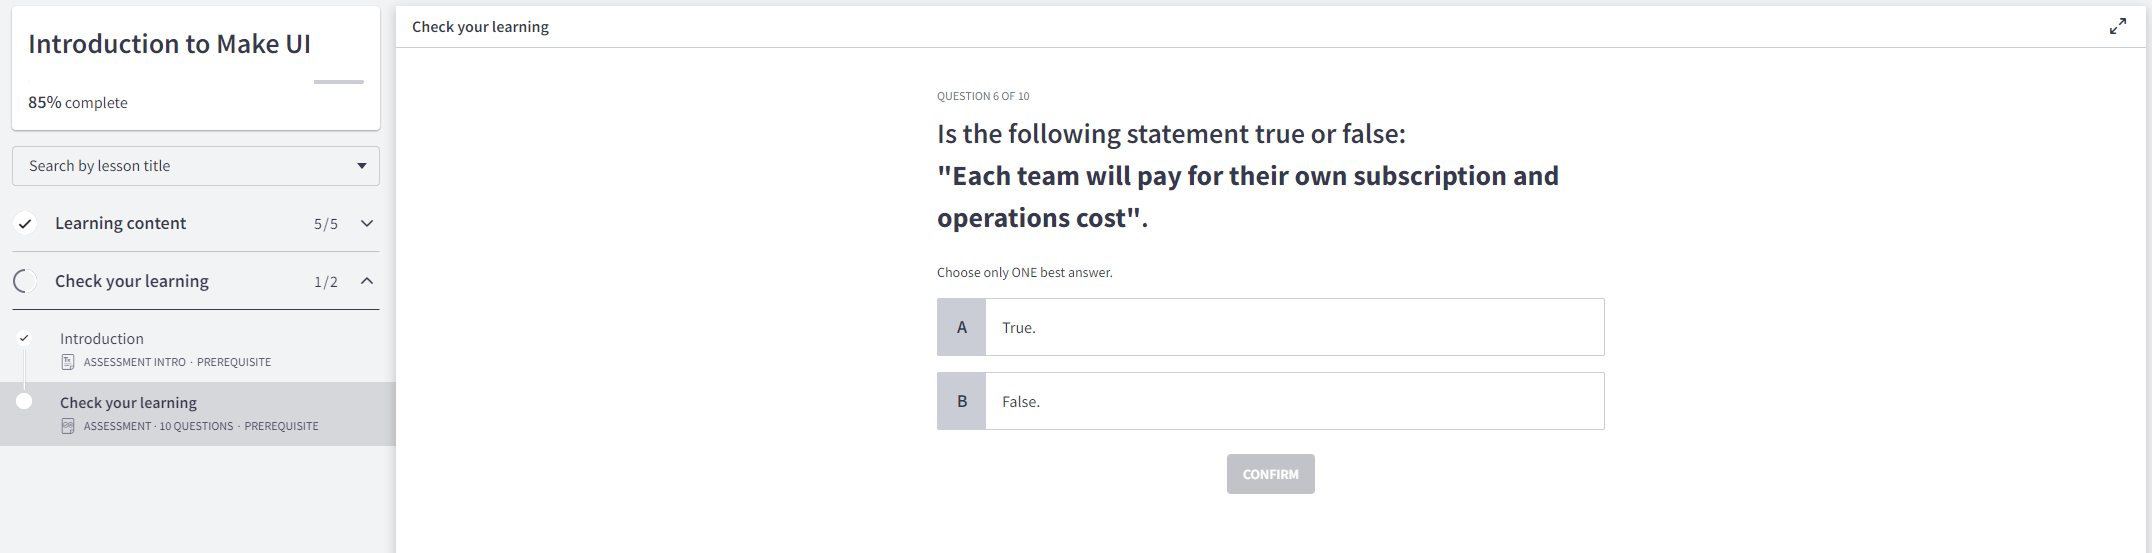 Introduction to Make UI
85% complete
Search by lesson title
Learning content 5/5
Check your learning 1/2
Introduction
ASSESSMENT INTRO · PREREQUISITE
Check your learning
ASSESSMENT · 10 QUESTIONS · PREREQUISITE
Check your learning
QUESTION 6 OF 10
Is the following statement true or false:
"Each team will pay for their own subscription and
operations cost".
Choose only ONE best answer.
A True.
B False.
CONFIRM